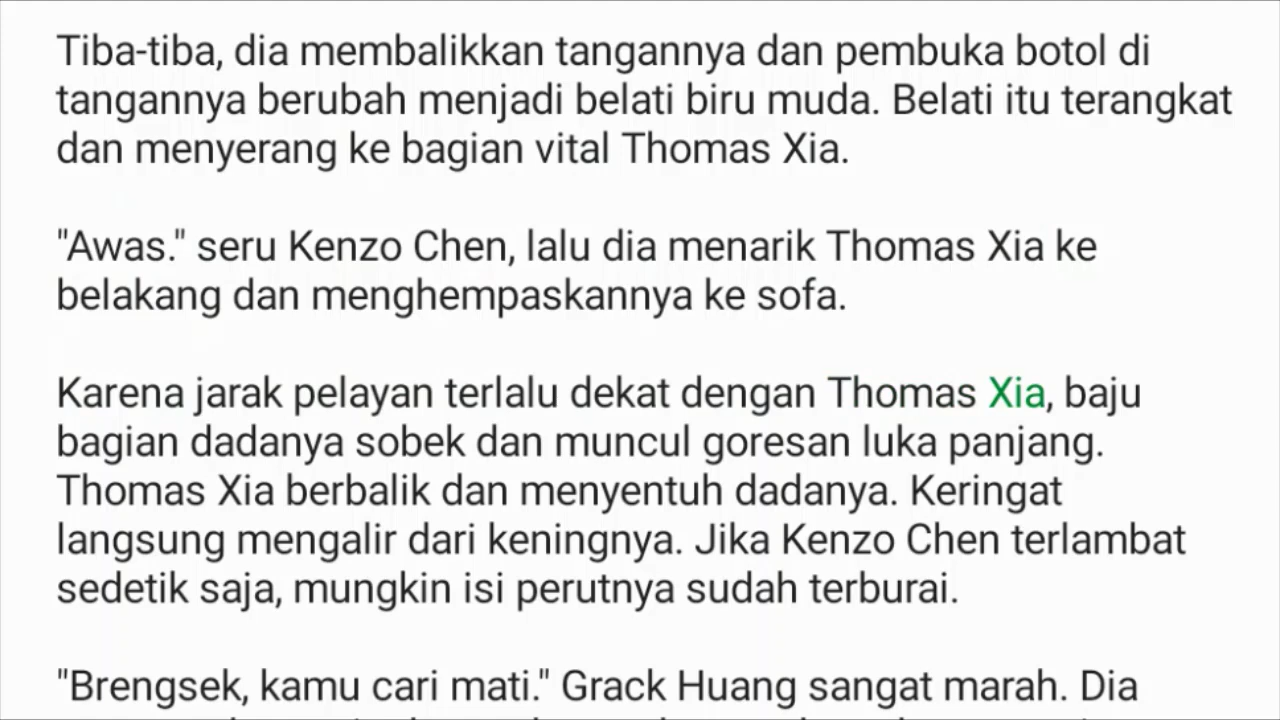 Tiba-tiba, dia membalikkan tangannya dan pembuka botol di
tangannya berubah menjadi belati biru muda. Belati itu terangkat
dan menyerang ke bagian vital Thomas Xia.
"Awas." seru Kenzo Chen, lalu dia menarik Thomas Xia ke
belakang dan menghempaskannya ke sofa.
Karena jarak pelayan terlalu dekat dengan Thomas Xia, baju
bagian dadanya sobek dan muncul goresan luka panjang.
Thomas Xia berbalik dan menyentuh dadanya. Keringat
langsung mengalir dari keningnya. Jika Kenzo Chen terlambat
sedetik saja, mungkin isi perutnya sudah terburai.
"Brengsek, kamu cari mati." Grack Huang sangat marah. Dia